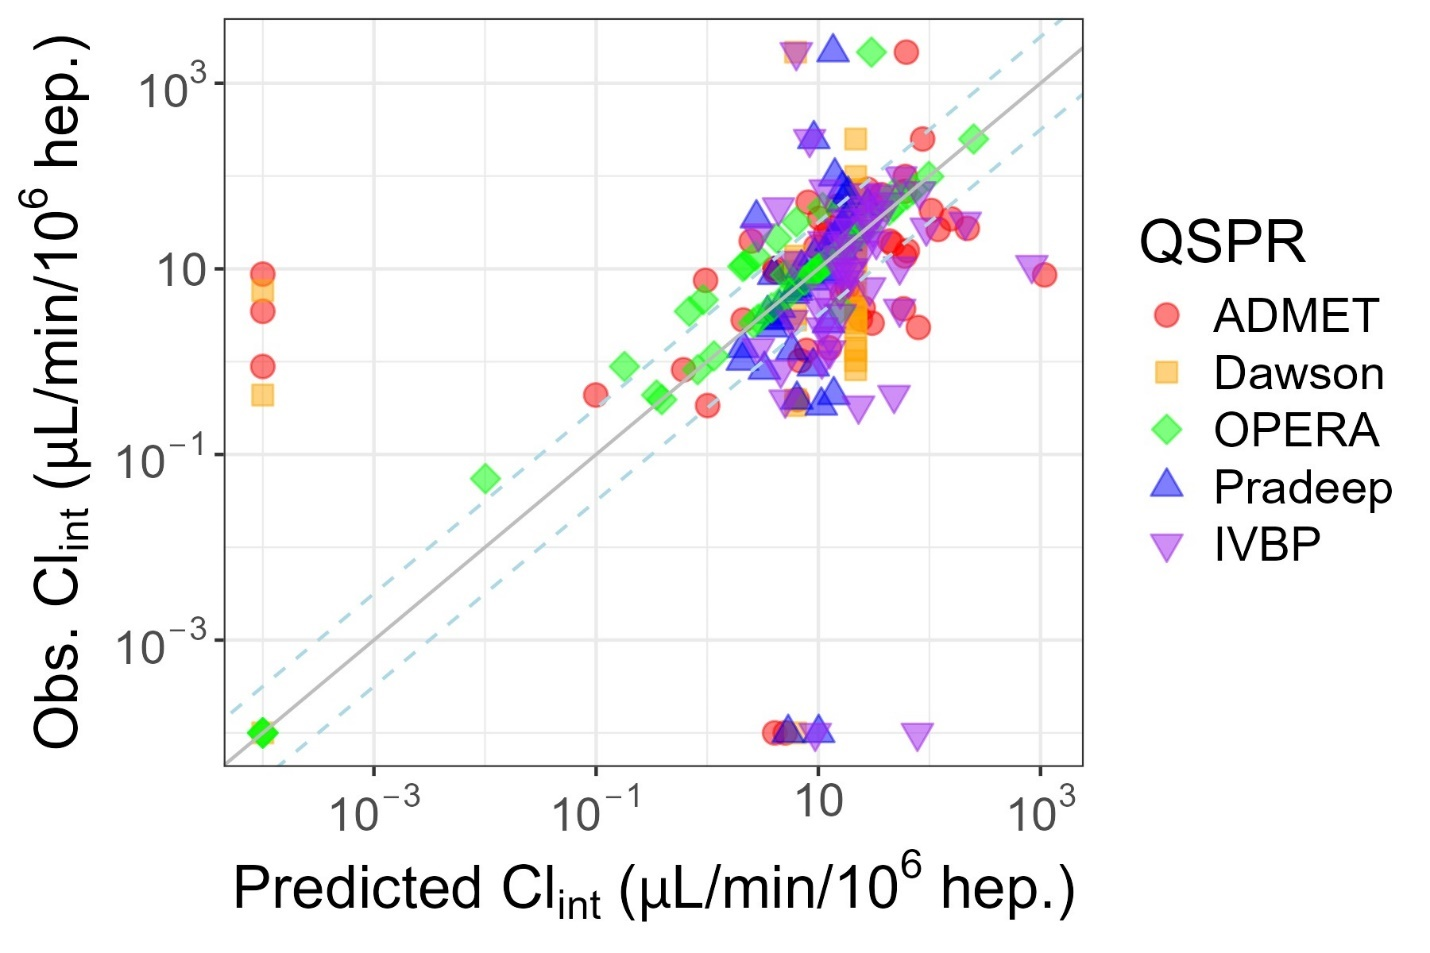 Obs. Cl_int (µL/min/10^6 hep.)
10^3
10
10^−1
10^−3
10^−3 10^−1 10 10^3
Predicted Cl_int (µL/min/10^6 hep.)
QSPR
ADMET
Dawson
OPERA
Pradeep
IVBP